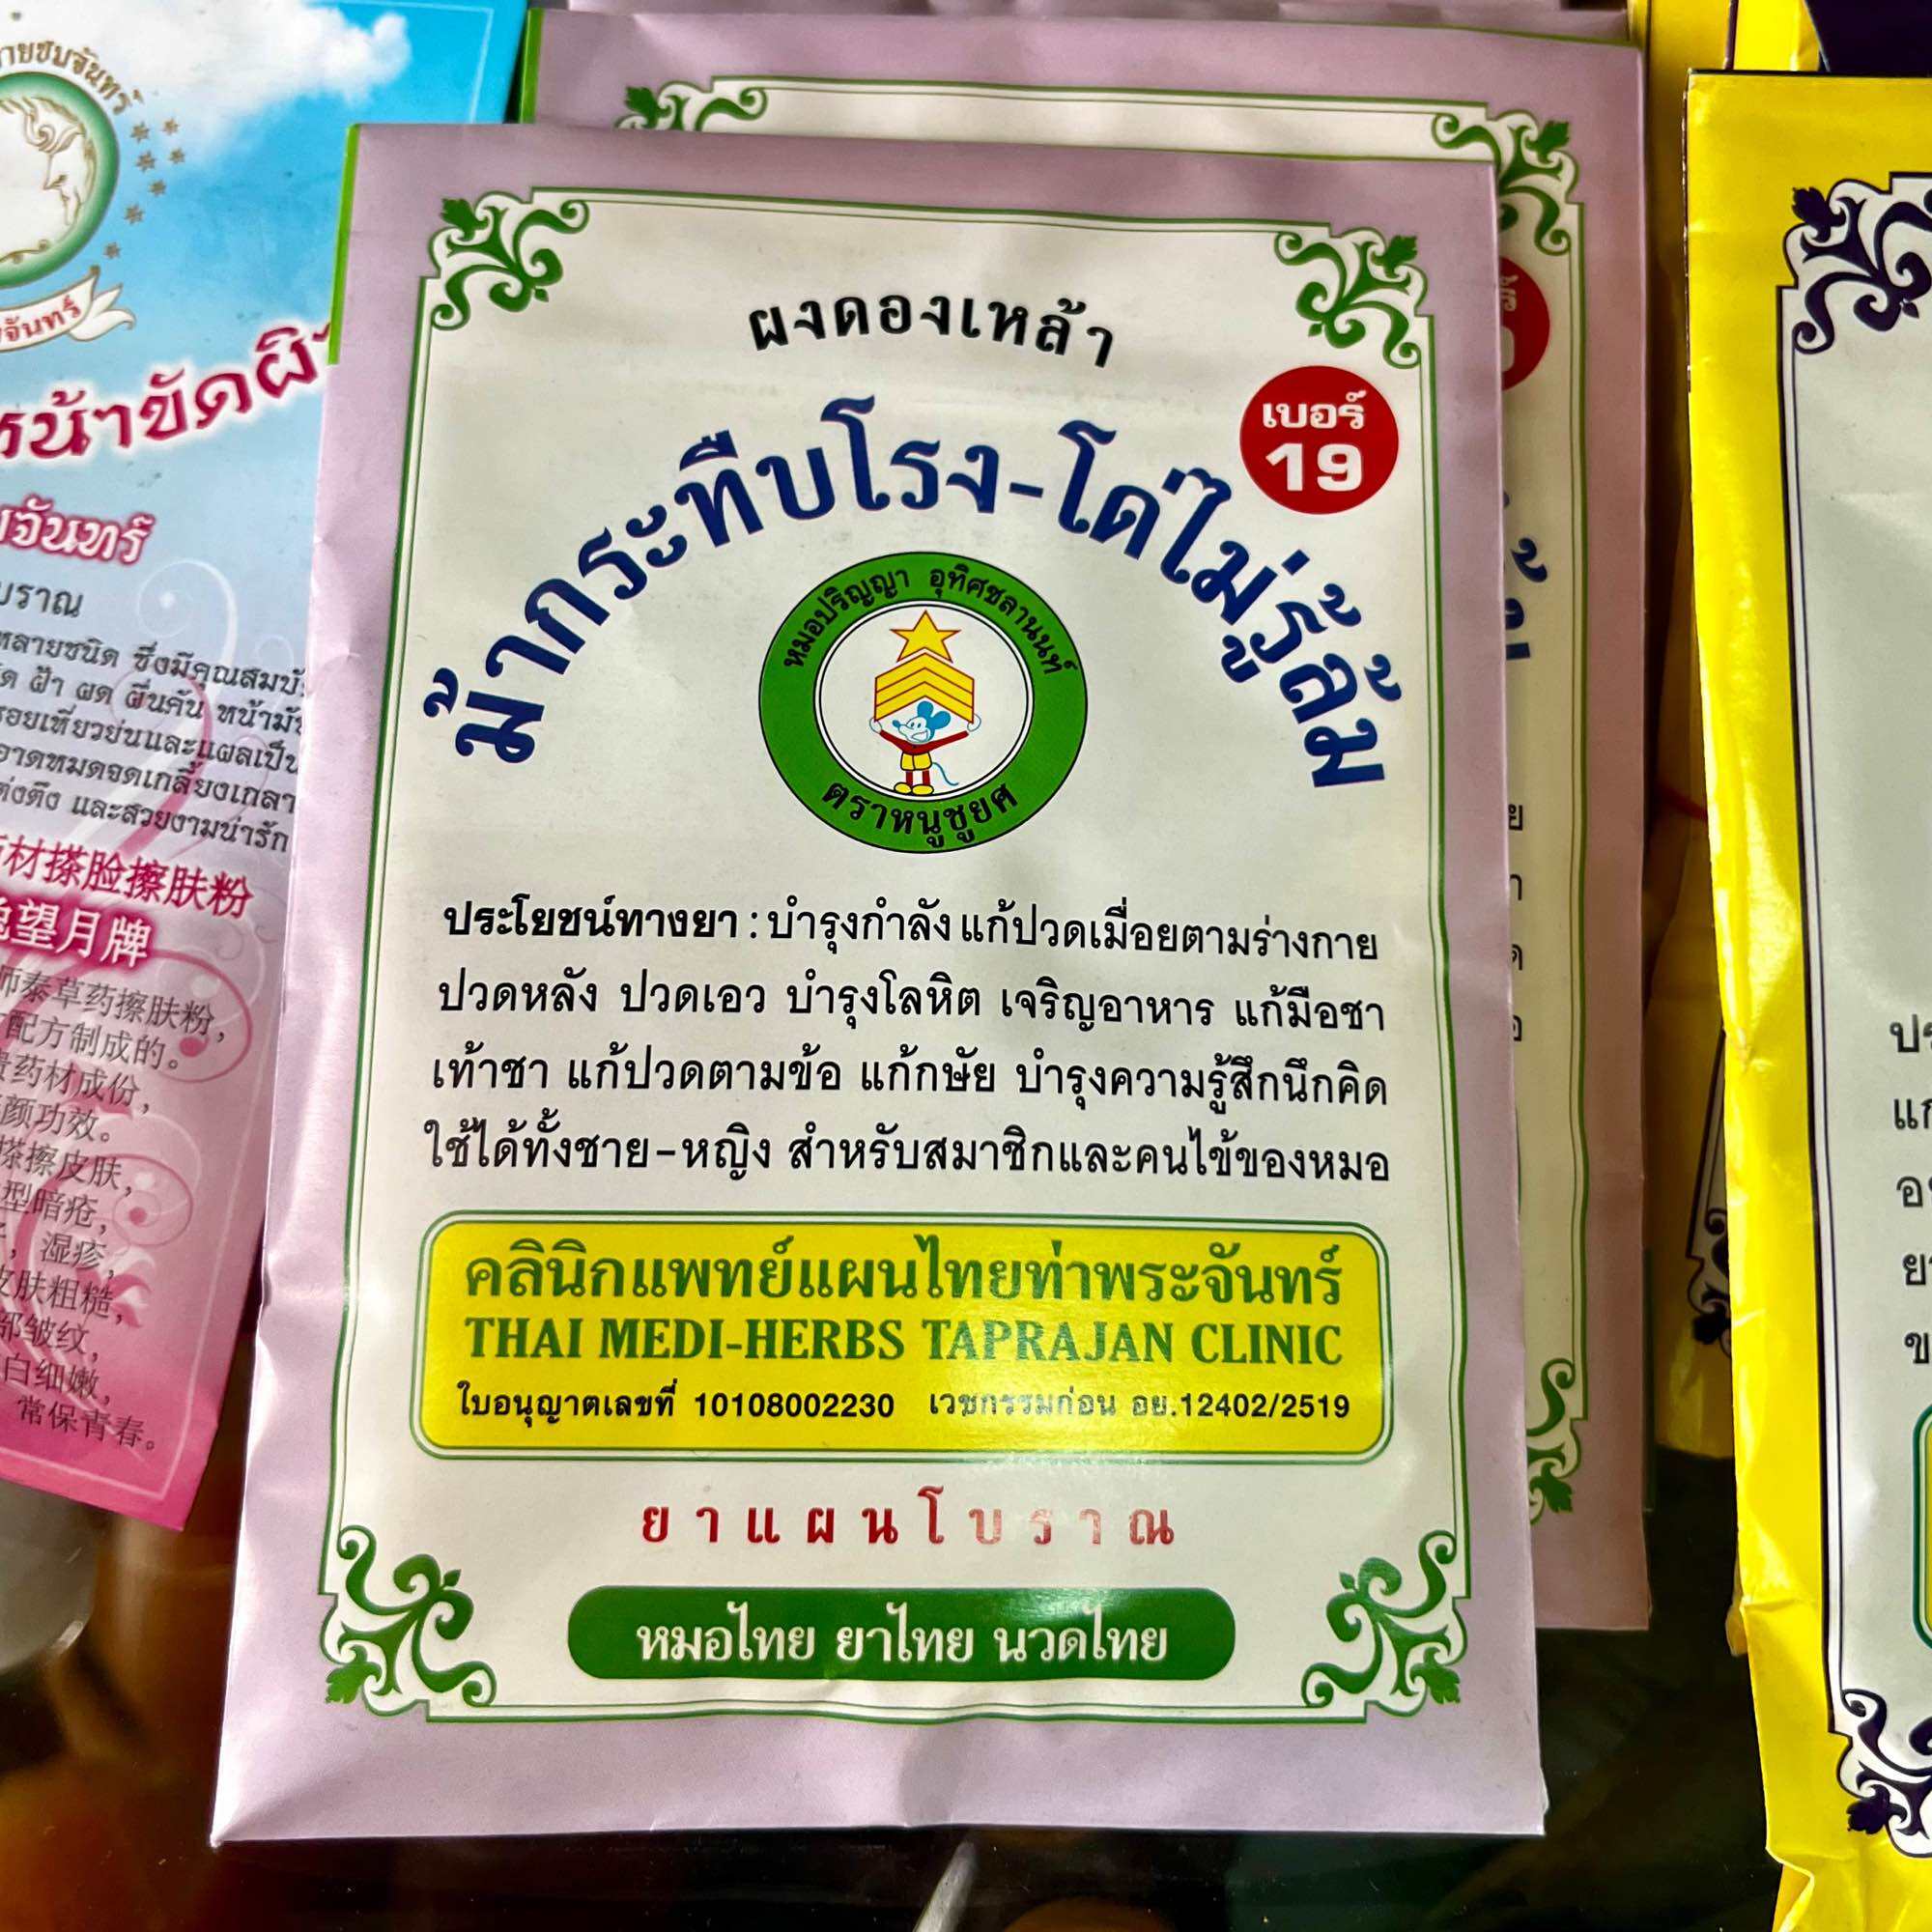 ผงดองเหล้า
เบอร์
19
ม้ากระทืบโรง-โด่ไม่รู้ล้ม
หมอปริญญา อุทิศชลานนท์
ตราหนูชูยศ
ประโยชน์ทางยา : บำรุงกำลัง แก้ปวดเมื่อยตามร่างกาย
ปวดหลัง ปวดเอว บำรุงโลหิต เจริญอาหาร แก้มือชา
เท้าชา แก้ปวดตามข้อ แก้กษัย บำรุงความรู้สึกนึกคิด
ใช้ได้ทั้งชาย-หญิง สำหรับสมาชิกและคนไข้ของหมอ
คลินิกแพทย์แผนไทยท่าพระจันทร์
THAI MEDI-HERBS TAPRAJAN CLINIC
ใบอนุญาตเลขที่ 10108002230 เวชกรรมก่อน อย.12402/2519
ยาแผนโบราณ
หมอไทย ยาไทย นวดไทย
หน้าขัดผิว
จันทร์
หลายชนิด ซึ่งมีคุณสมบั
ฝ้า ผด ผื่นคัน หน้ามั
รอยเหี่ยวย่นและแผลเป็น
อาดหมดจดเกลี้ยงเกลา
ต่งตึง และสวยงามน่ารัก
材搽脸擦肤粉
望月牌
师泰草药擦肤粉，
配方制成的。
药材成份，
颜功效。
搽擦皮肤，
型暗疮，
，湿疹，
皮肤粗糙，
部皱纹，
白细嫩，
常保青春。